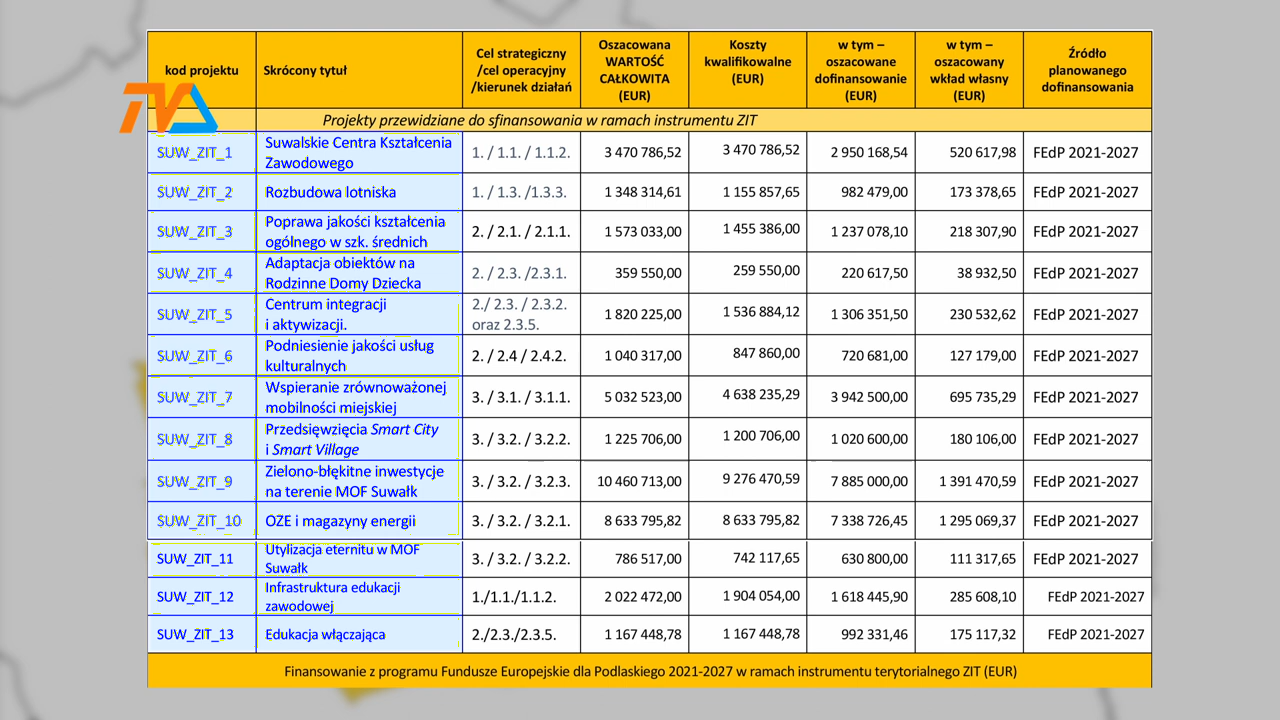 kod projektu
Skrócony tytuł
Cel strategiczny
/cel operacyjny
/kierunek działań
Oszacowana
WARTOŚĆ
CAŁKOWITA
(EUR)
Koszty
kwalifikowalne
(EUR)
w tym –
oszacowane
dofinansowanie
(EUR)
w tym –
oszacowany
wkład własny
(EUR)
Źródło
planowanego
dofinansowania
TVA
Projekty przewidziane do sfinansowania w ramach instrumentu ZIT
SUW_ZIT_1
Suwalskie Centra Kształcenia
Zawodowego
1. / 1.1. / 1.1.2.
3 470 786,52
3 470 786,52
2 950 168,54
520 617,98
FEdP 2021-2027
SUW_ZIT_2
Rozbudowa lotniska
1. / 1.3. /1.3.3.
1 348 314,61
1 155 857,65
982 479,00
173 378,65
FEdP 2021-2027
SUW_ZIT_3
Poprawa jakości kształcenia
ogólnego w szk. średnich
2. / 2.1. / 2.1.1.
1 573 033,00
1 455 386,00
1 237 078,10
218 307,90
FEdP 2021-2027
SUW_ZIT_4
Adaptacja obiektów na
Rodzinne Domy Dziecka
2. / 2.3. /2.3.1.
359 550,00
259 550,00
220 617,50
38 932,50
FEdP 2021-2027
SUW_ZIT_5
Centrum integracji
i aktywizacji.
2./ 2.3. / 2.3.2.
oraz 2.3.5.
1 820 225,00
1 536 884,12
1 306 351,50
230 532,62
FEdP 2021-2027
SUW_ZIT_6
Podniesienie jakości usług
kulturalnych
2. / 2.4 / 2.4.2.
1 040 317,00
847 860,00
720 681,00
127 179,00
FEdP 2021-2027
SUW_ZIT_7
Wspieranie zrównoważonej
mobilności miejskiej
3. / 3.1. / 3.1.1.
5 032 523,00
4 638 235,29
3 942 500,00
695 735,29
FEdP 2021-2027
SUW_ZIT_8
Przedsięwzięcia Smart City
i Smart Village
3. / 3.2. / 3.2.2.
1 225 706,00
1 200 706,00
1 020 600,00
180 106,00
FEdP 2021-2027
SUW_ZIT_9
Zielono-błękitne inwestycje
na terenie MOF Suwałk
3. / 3.2. / 3.2.3.
10 460 713,00
9 276 470,59
7 885 000,00
1 391 470,59
FEdP 2021-2027
SUW_ZIT_10
OZE i magazyny energii
3. / 3.2. / 3.2.1.
8 633 795,82
8 633 795,82
7 338 726,45
1 295 069,37
FEdP 2021-2027
SUW_ZIT_11
Utylizacja eternitu w MOF
Suwałk
3. / 3.2. / 3.2.2.
786 517,00
742 117,65
630 800,00
111 317,65
FEdP 2021-2027
SUW_ZIT_12
Infrastruktura edukacji
zawodowej
1./1.1./1.1.2.
2 022 472,00
1 904 054,00
1 618 445,90
285 608,10
FEdP 2021-2027
SUW_ZIT_13
Edukacja włączająca
2./2.3./2.3.5.
1 167 448,78
1 167 448,78
992 331,46
175 117,32
FEdP 2021-2027
Finansowanie z programu Fundusze Europejskie dla Podlaskiego 2021-2027 w ramach instrumentu terytorialnego ZIT (EUR)